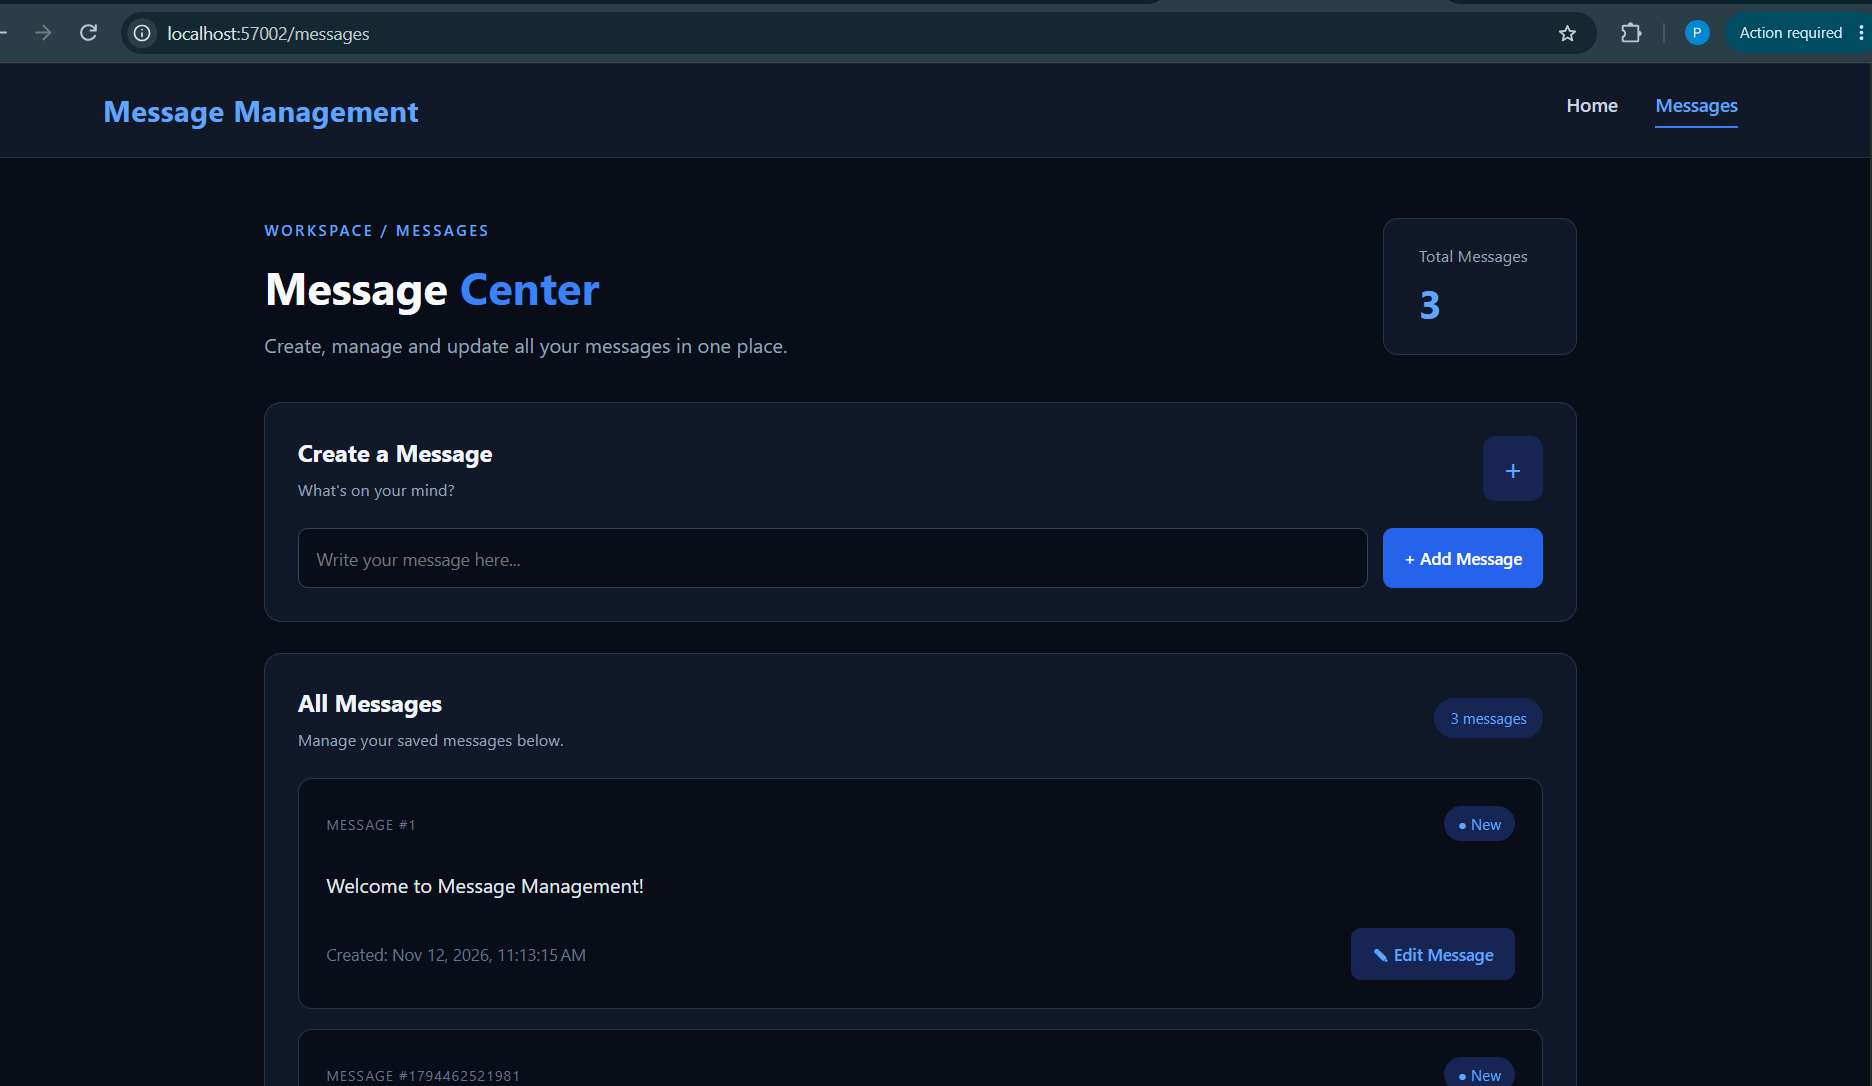 localhost:57002/messages
P
Action required
Message Management
Home
Messages
WORKSPACE / MESSAGES
Message Center
Create, manage and update all your messages in one place.
Total Messages
3
Create a Message
What's on your mind?
+
Write your message here...
+ Add Message
All Messages
Manage your saved messages below.
3 messages
MESSAGE #1
● New
Welcome to Message Management!
Created: Nov 12, 2026, 11:13:15 AM
Edit Message
MESSAGE #1794462521981
● New